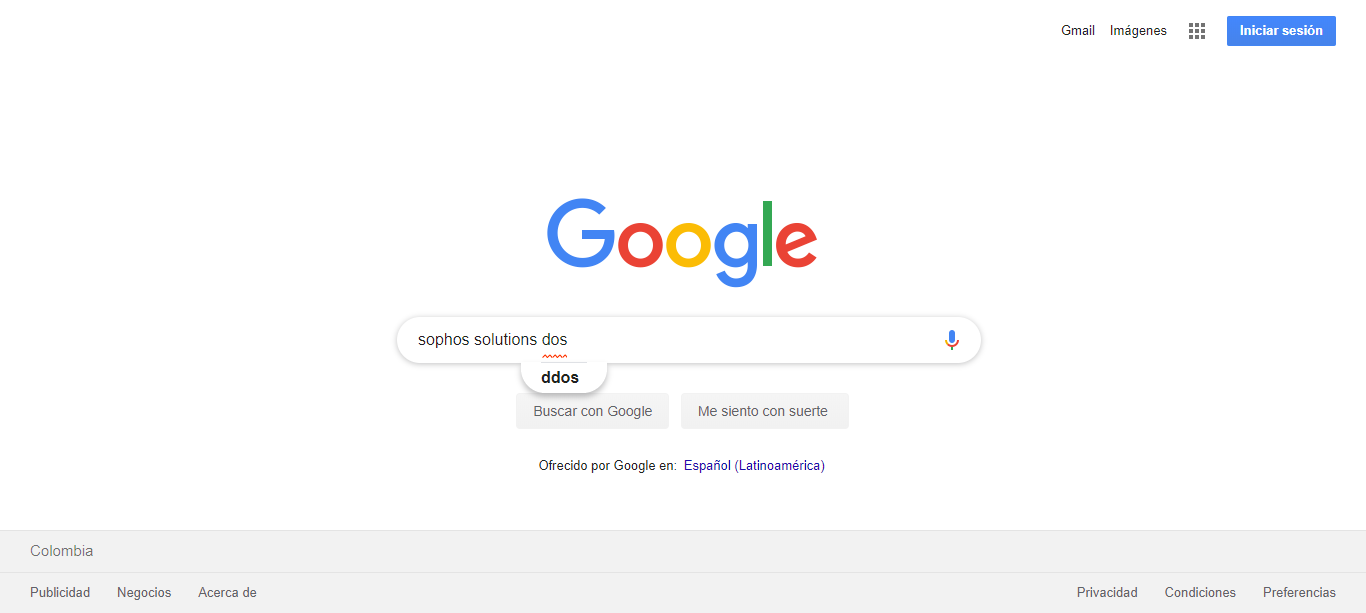 Gmail Imágenes Iniciar sesión
Google
sophos solutions dos
ddos
Buscar con Google Me siento con suerte
Ofrecido por Google en: Español (Latinoamérica)
Colombia
Publicidad Negocios Acerca de Privacidad Condiciones Preferencias